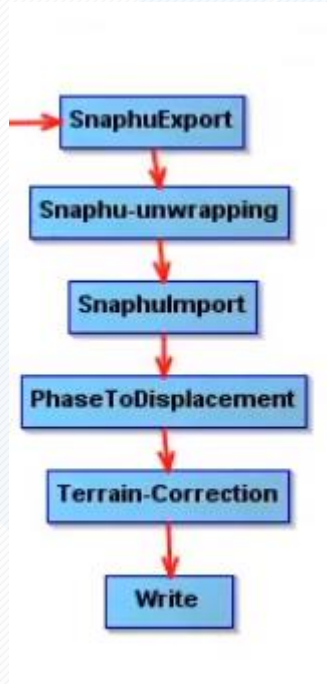 SnaphuExport
Snaphu-unwrapping
SnaphuImport
PhaseToDisplacement
Terrain-Correction
Write